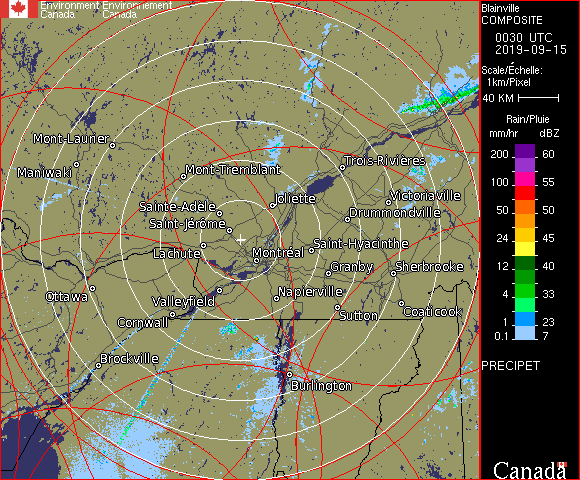 Environment Environnement
Canada Canada
Blainville
COMPOSITE
0030 UTC
2019-09-15
Scale/Échelle:
1km/Pixel
40 KM
Rain/Pluie
mm/hr dBZ
200 60
150 57
100 55
50 50
24 45
12 40
4 33
1 23
0.1 7
PRECIPET
Canada
Mont-Laurier
Maniwaki
Mont-Tremblant
Trois-Rivières
Sainte-Adèle
Joliette
Victoriaville
Drummondville
Saint-Jérôme
Saint-Hyacinthe
Lachute
Montréal
Granby
Sherbrooke
Ottawa
Valleyfield
Napierville
Sutton
Coaticook
Cornwall
Brockville
Burlington